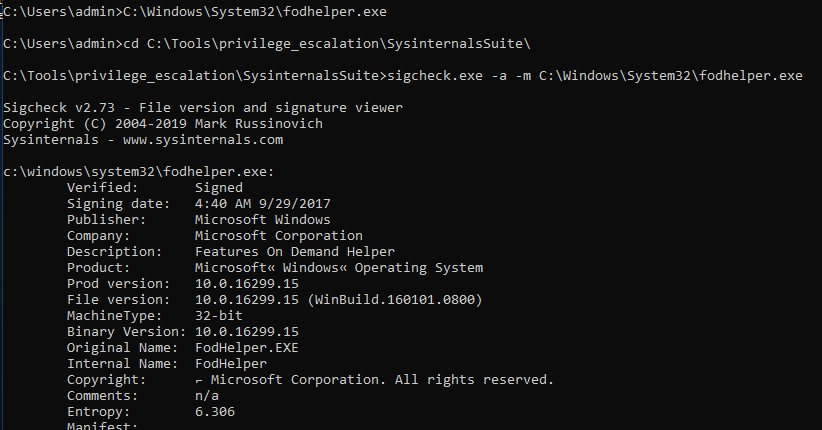 C:\Users\admin>C:\Windows\System32\fodhelper.exe
C:\Users\admin>cd C:\Tools\privilege_escalation\SysinternalsSuite\
C:\Tools\privilege_escalation\SysinternalsSuite>sigcheck.exe -a -m C:\Windows\System32\fodhelper.exe
Sigcheck v2.73 - File version and signature viewer
Copyright (C) 2004-2019 Mark Russinovich
Sysinternals - www.sysinternals.com
c:\windows\system32\fodhelper.exe:
Verified: Signed
Signing date: 4:40 AM 9/29/2017
Publisher: Microsoft Windows
Company: Microsoft Corporation
Description: Features On Demand Helper
Product: Microsoft« Windows« Operating System
Prod version: 10.0.16299.15
File version: 10.0.16299.15 (WinBuild.160101.0800)
MachineType: 32-bit
Binary Version: 10.0.16299.15
Original Name: FodHelper.EXE
Internal Name: FodHelper
Copyright: ⌐ Microsoft Corporation. All rights reserved.
Comments: n/a
Entropy: 6.306
Manifest: